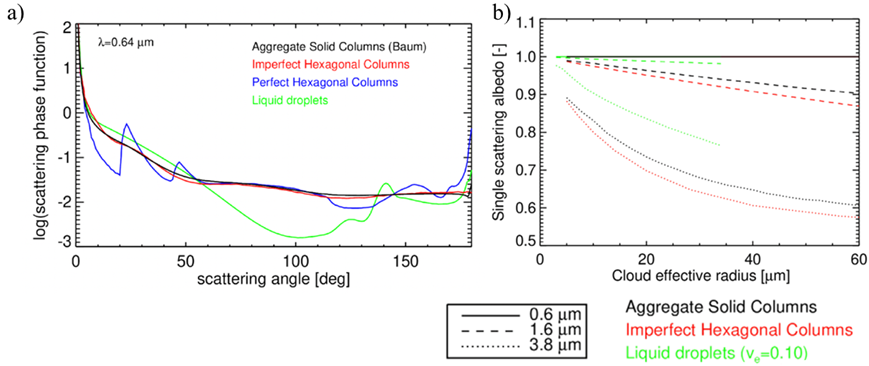 a)
λ=0.64 μm
Aggregate Solid Columns (Baum)
Imperfect Hexagonal Columns
Perfect Hexagonal Columns
Liquid droplets
log(scattering phase function)
2
1
0
-1
-2
-3
0
50
100
150
scattering angle [deg]
b)
Single scattering albedo [-]
1.0
0.9
0.8
0.7
0.6
0.5
0
20
40
60
Cloud effective radius [μm]
0.6 μm
1.6 μm
3.8 μm
Aggregate Solid Columns
Imperfect Hexagonal Columns
Liquid droplets (ve=0.10)